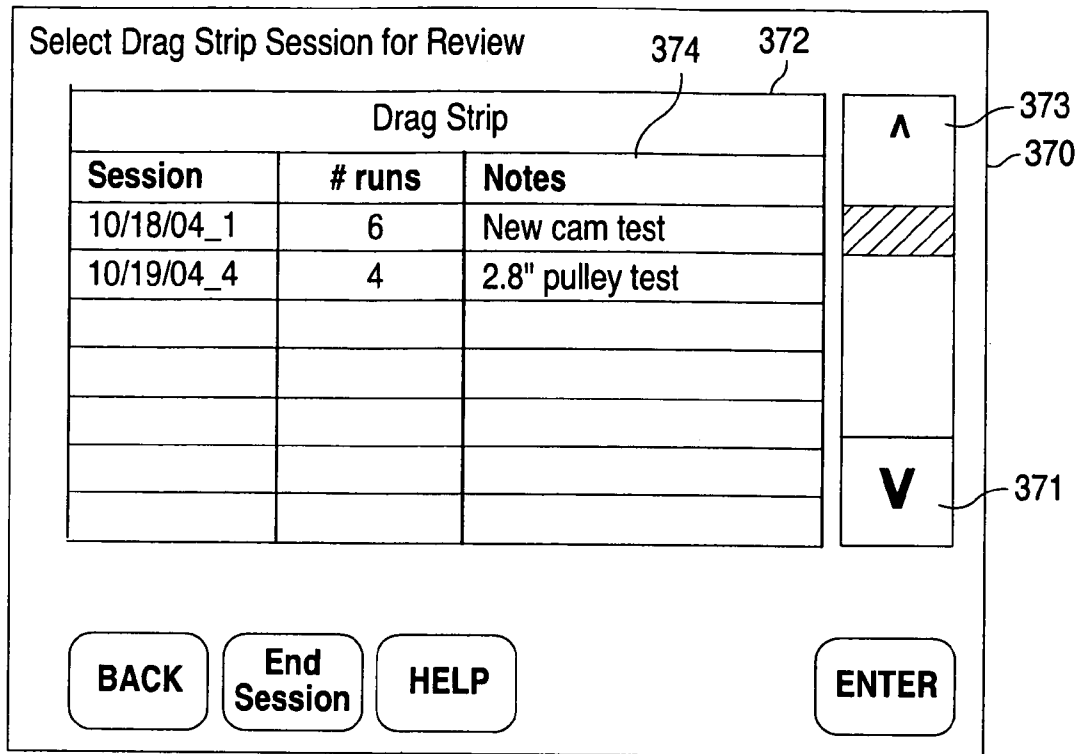 Select Drag Strip Session for Review
374
372
Drag Strip
373
370
Session # runs Notes
10/18/04_1 6 New cam test
10/19/04_4 4 2.8" pulley test
371
BACK
End
Session
HELP
ENTER